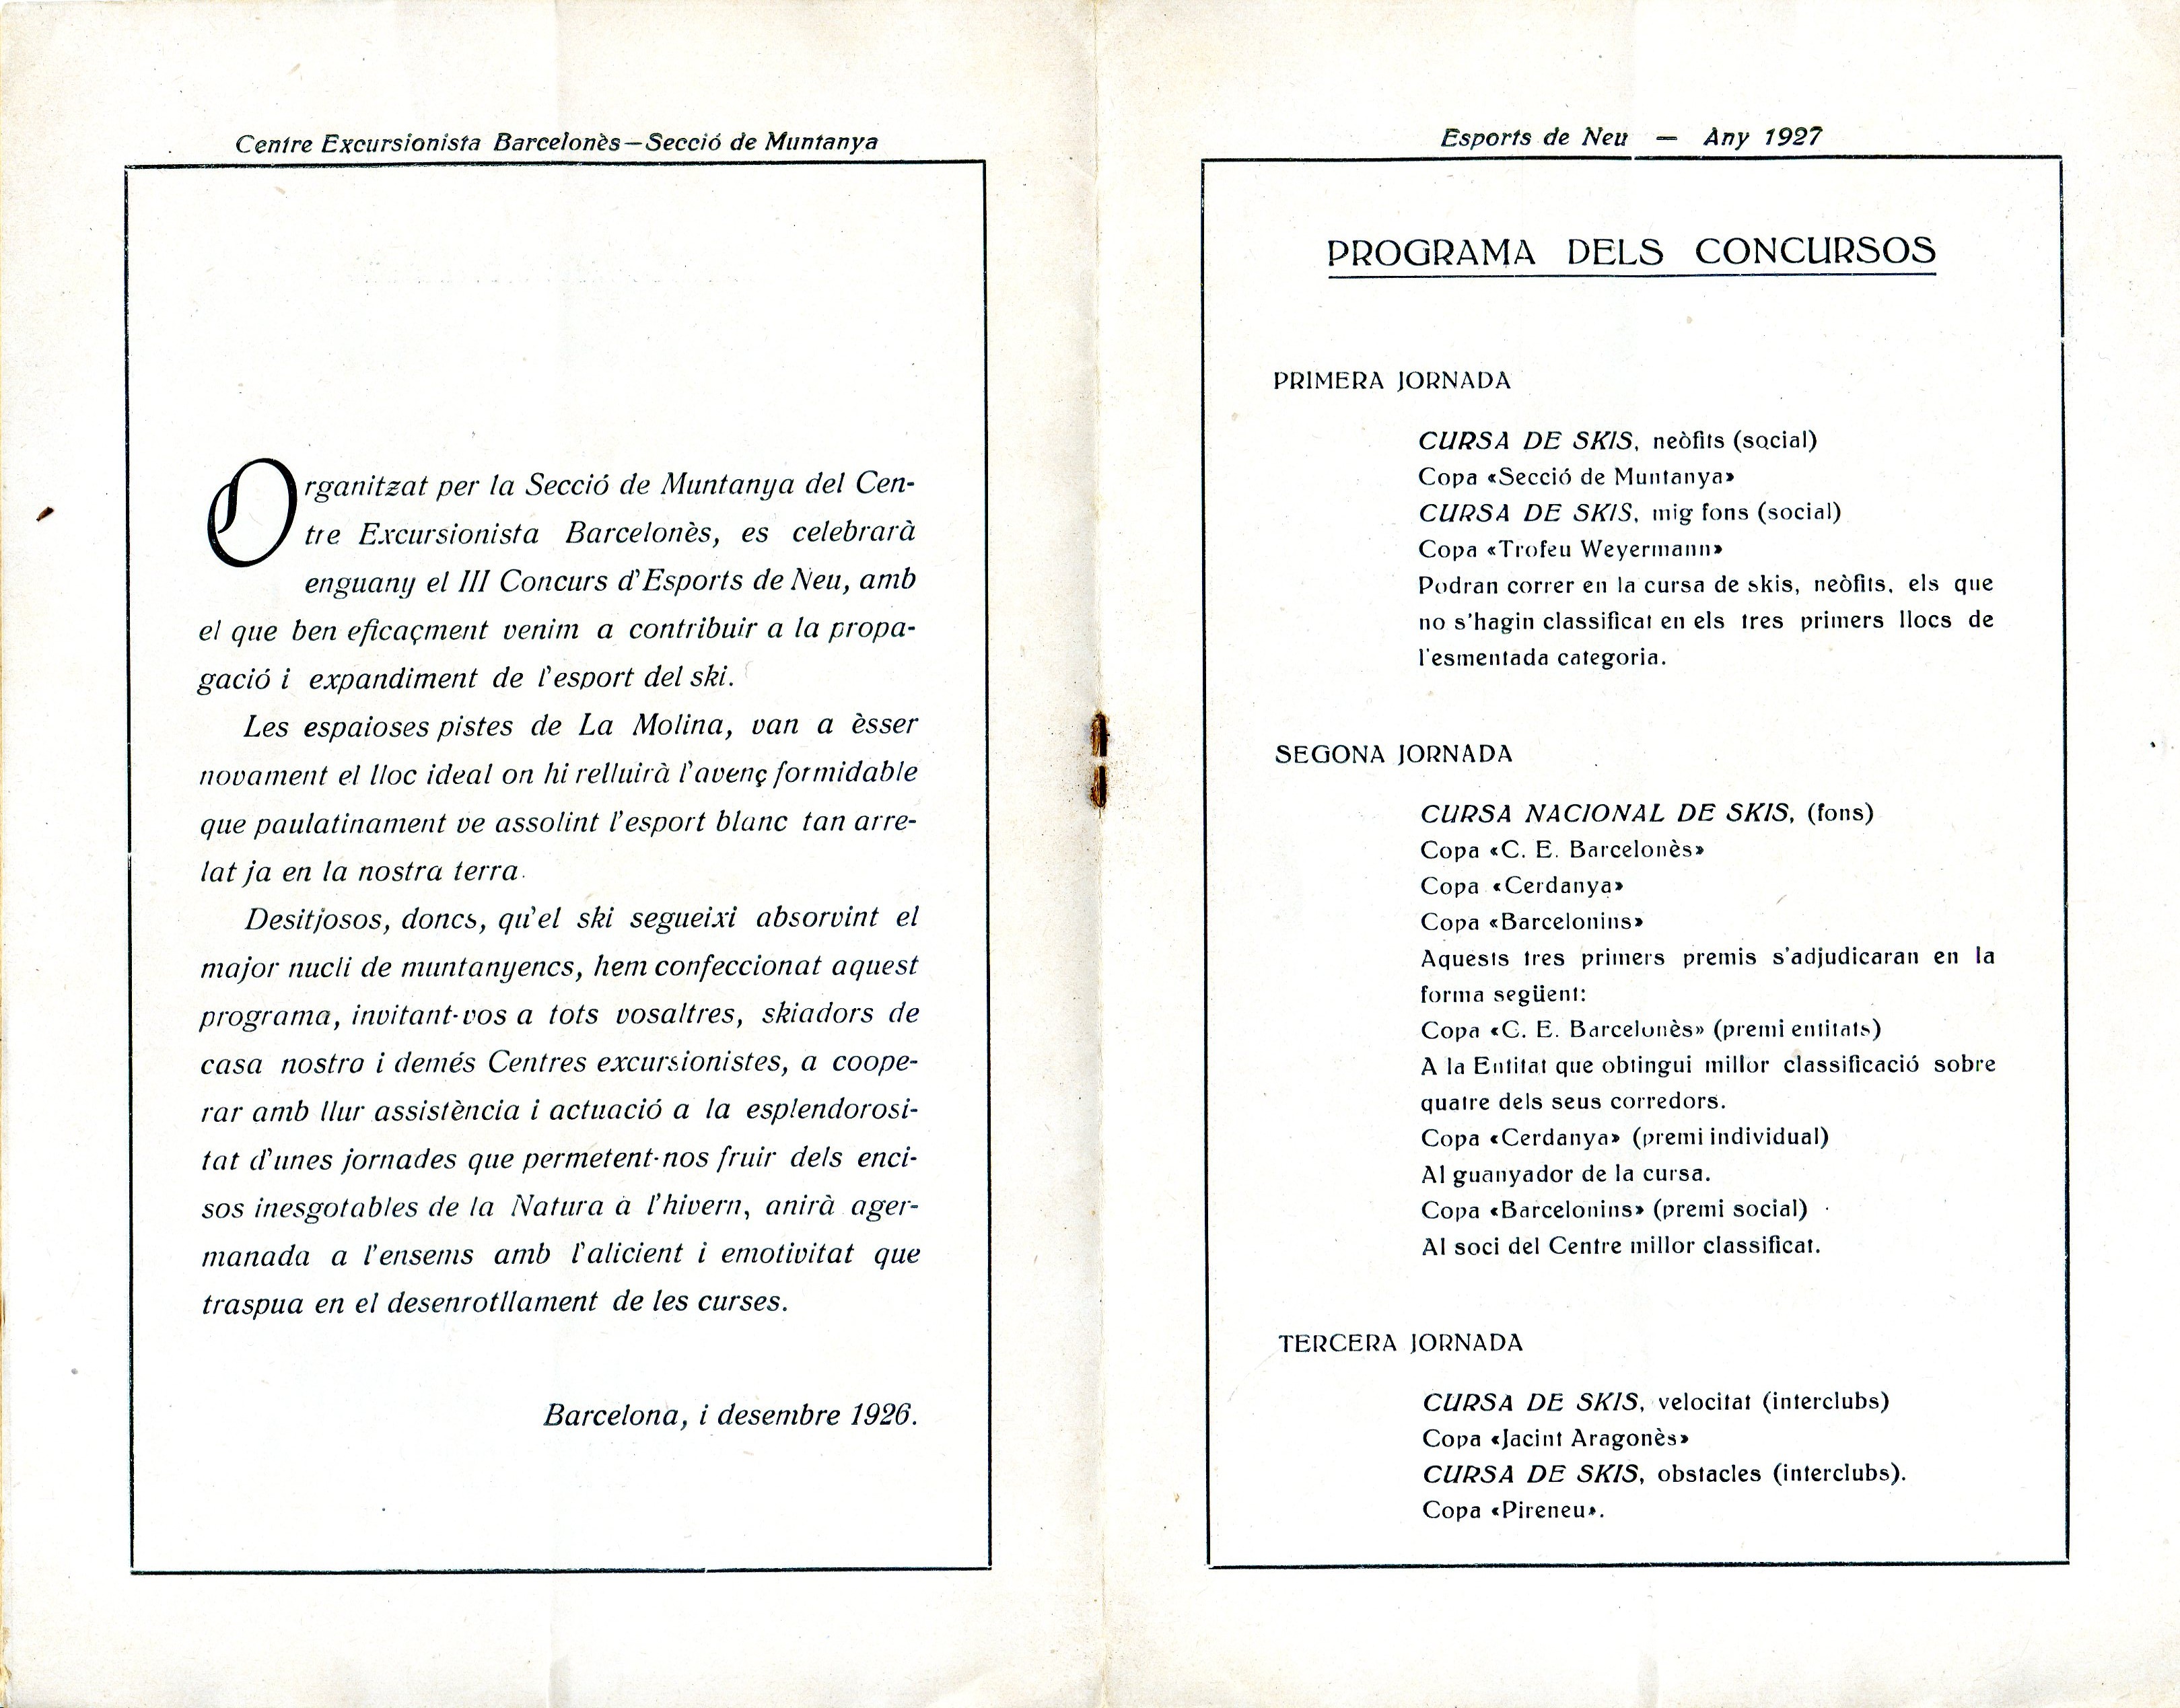 Centre Excursionista Barcelonès—Secció de Muntanya
Organitzat per la Secció de Muntanya del Cen-
tre Excursionista Barcelonès, es celebrarà
enguany el III Concurs d'Esports de Neu, amb
el que ben eficaçment venim a contribuir a la propa-
gació i expandiment de l'esport del ski.
Les espaioses pistes de La Molina, van a èsser
novament el lloc ideal on hi relluirà l'avenç formidable
que paulatinament ve assolint l'esport blanc tan arre-
lat ja en la nostra terra.
Desitjosos, doncs, qu'el ski segueixi absorvint el
major nucli de muntanyencs, hem confeccionat aquest
programa, invitant-vos a tots vosaltres, skiadors de
casa nostra i demés Centres excursionistes, a coope-
rar amb llur assistència i actuació a la esplendorosi-
tat d'unes jornades que permetent-nos fruir dels enci-
sos inesgotables de la Natura a l'hivern, anirà ager-
manada a l'ensems amb l'alicient i emotivitat que
traspua en el desenrotllament de les curses.
Barcelona, i desembre 1926.
Esports de Neu — Any 1927
PROGRAMA DELS CONCURSOS
PRIMERA JORNADA
CURSA DE SKIS, neòfits (social)
Copa «Secció de Muntanya»
CURSA DE SKIS, mig fons (social)
Copa «Trofeu Weyermann»
Podran correr en la cursa de skis, neòfits, els que
no s'hagin classificat en els tres primers llocs de
l'esmentada categoria.
SEGONA JORNADA
CURSA NACIONAL DE SKIS, (fons)
Copa «C. E. Barcelonès»
Copa «Cerdanya»
Copa «Barcelonins»
Aquests tres primers premis s'adjudicaran en la
forma següent:
Copa «C. E. Barcelonès» (premi entitats)
A la Entitat que obtingui millor classificació sobre
quatre dels seus corredors.
Copa «Cerdanya» (premi individual)
Al guanyador de la cursa.
Copa «Barcelonins» (premi social)
Al soci del Centre millor classificat.
TERCERA JORNADA
CURSA DE SKIS, velocitat (interclubs)
Copa «Jacint Aragonès»
CURSA DE SKIS, obstacles (interclubs).
Copa «Pireneu».